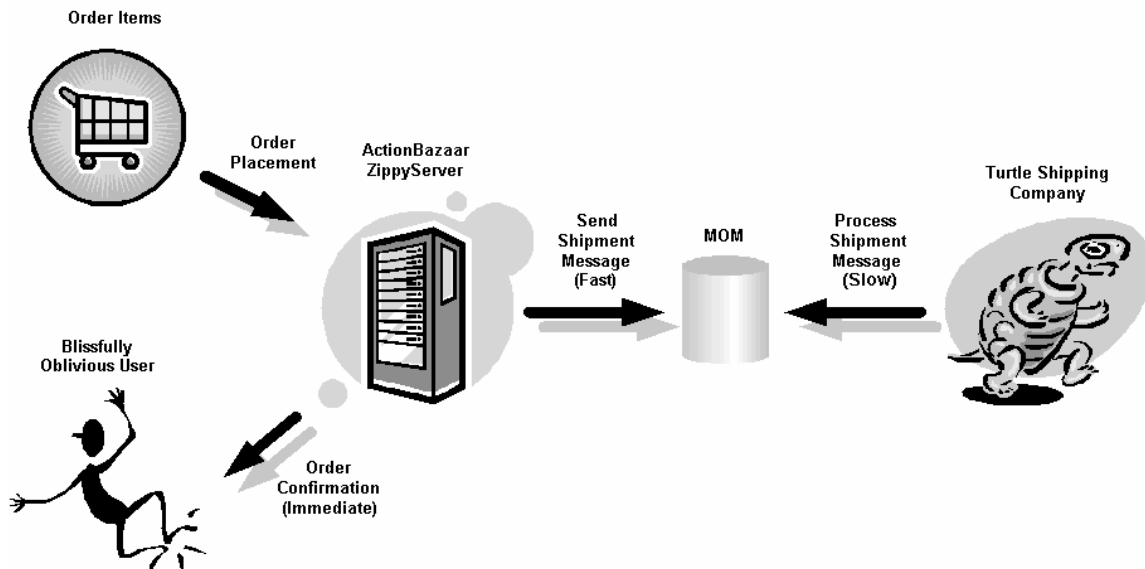 Order Items
Order
Placement
ActionBazaar
ZippyServer
Send
Shipment
Message
(Fast)
MOM
Process
Shipment
Message
(Slow)
Turtle Shipping
Company
Blissfully
Oblivious User
Order
Confirmation
(Immediate)